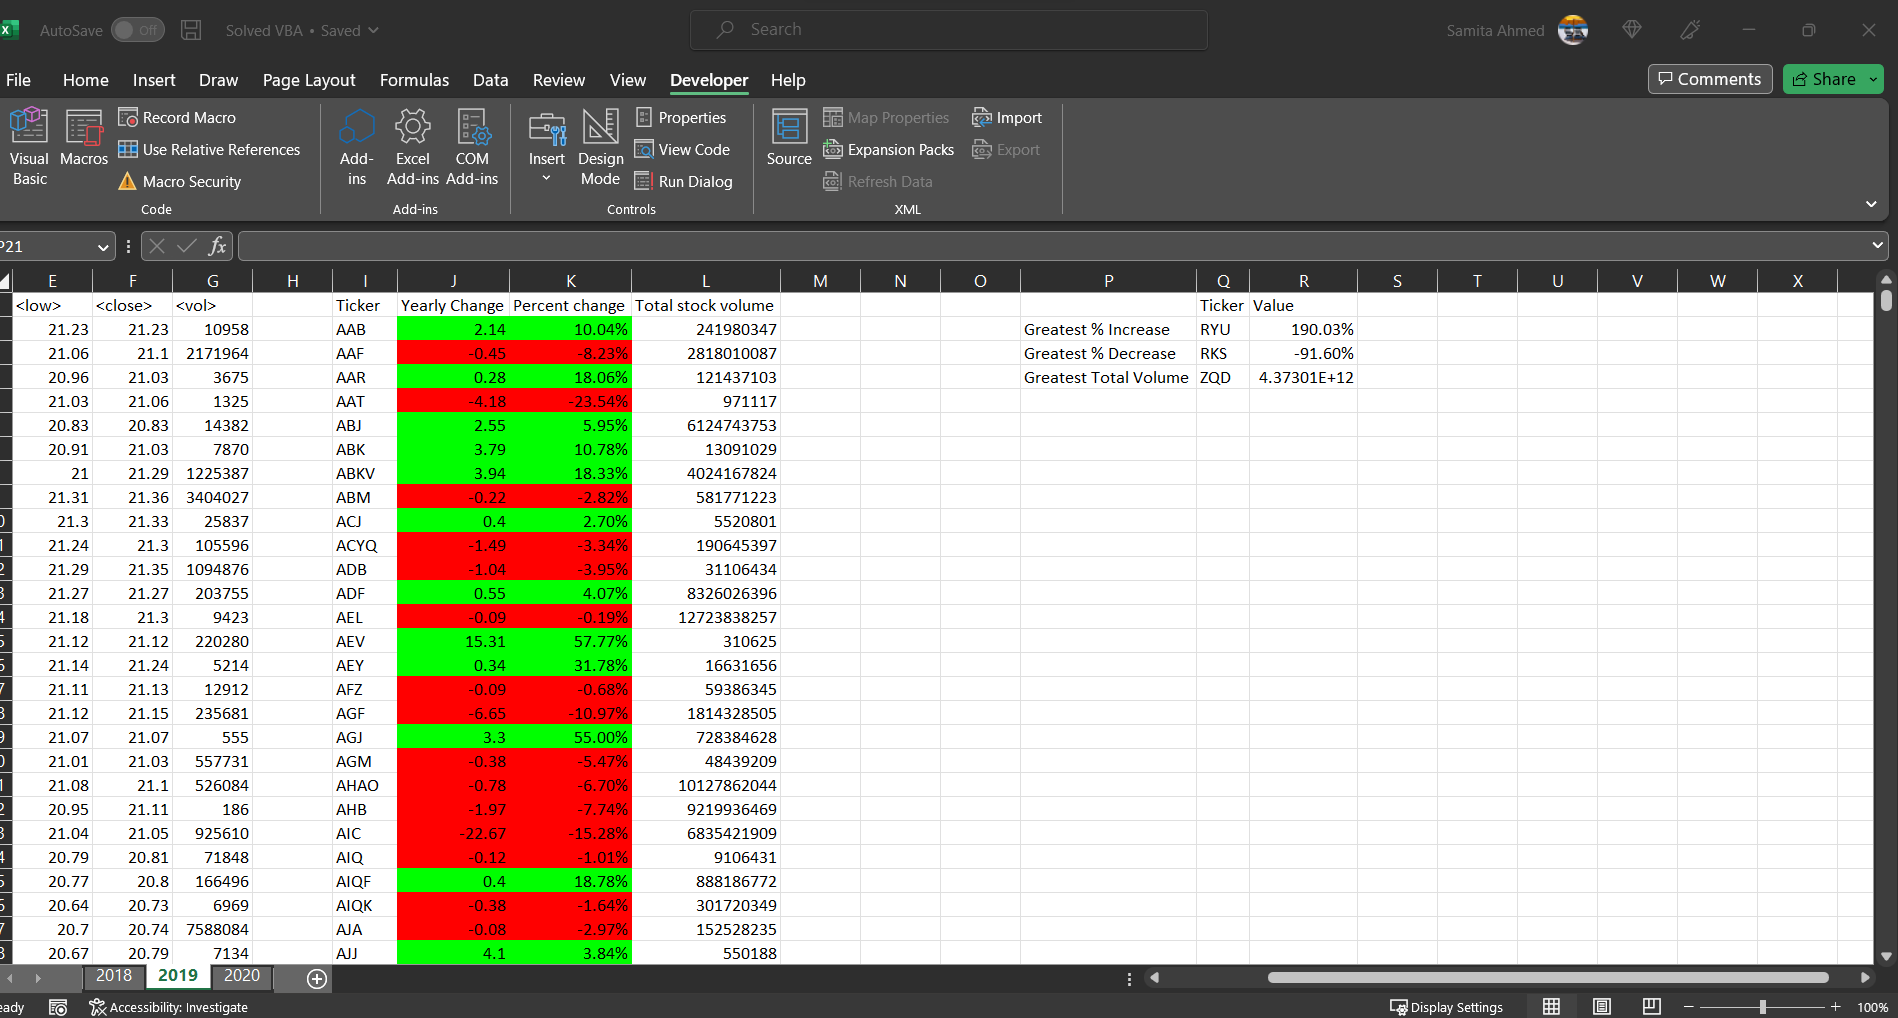 AutoSave Off Solved VBA • Saved Search Samita Ahmed
File Home Insert Draw Page Layout Formulas Data Review View Developer Help Comments Share
Visual Basic Macros Record Macro Use Relative References Macro Security
Add-ins Excel Add-ins COM Add-ins
Insert Design Mode Properties View Code Run Dialog
Source Map Properties Expansion Packs Refresh Data Import Export
Code Add-ins Controls XML
P21 fx
E F G H I J K L M N O P Q R S T U V W X
<low> <close> <vol> Ticker Yearly Change Percent change Total stock volume Ticker Value
21.23 21.23 10958 AAB 2.14 10.04% 241980347 Greatest % Increase RYU 190.03%
21.06 21.1 2171964 AAF -0.45 -8.23% 2818010087 Greatest % Decrease RKS -91.60%
20.96 21.03 3675 AAR 0.28 18.06% 121437103 Greatest Total Volume ZQD 4.37301E+12
21.03 21.06 1325 AAT -4.18 -23.54% 971117
20.83 20.83 14382 ABJ 2.55 5.95% 6124743753
20.91 21.03 7870 ABK 3.79 10.78% 13091029
21 21.29 1225387 ABKV 3.94 18.33% 4024167824
21.31 21.36 3404027 ABM -0.22 -2.82% 581771223
21.3 21.33 25837 ACJ 0.4 2.70% 5520801
21.24 21.3 105596 ACYQ -1.49 -3.34% 190645397
21.29 21.35 1094876 ADB -1.04 -3.95% 31106434
21.27 21.27 203755 ADF 0.55 4.07% 8326026396
21.18 21.3 9423 AEL -0.09 -0.19% 12723838257
21.12 21.12 220280 AEV 15.31 57.77% 310625
21.14 21.24 5214 AEY 0.34 31.78% 16631656
21.11 21.13 12912 AFZ -0.09 -0.68% 59386345
21.12 21.15 235681 AGF -6.65 -10.97% 1814328505
21.07 21.07 555 AGJ 3.3 55.00% 728384628
21.01 21.03 557731 AGM -0.38 -5.47% 48439209
21.08 21.1 526084 AHAO -0.78 -6.70% 10127862044
20.95 21.11 186 AHB -1.97 -7.74% 9219936469
21.04 21.05 925610 AIC -22.67 -15.28% 6835421909
20.79 20.81 71848 AIQ -0.12 -1.01% 9106431
20.77 20.8 166496 AIQF 0.4 18.78% 888186772
20.64 20.73 6969 AIQK -0.38 -1.64% 301720349
20.7 20.74 7588084 AJA -0.08 -2.97% 152528235
20.67 20.79 7134 AJJ 4.1 3.84% 550188
2018 2019 2020
eady Accessibility: Investigate Display Settings 100%